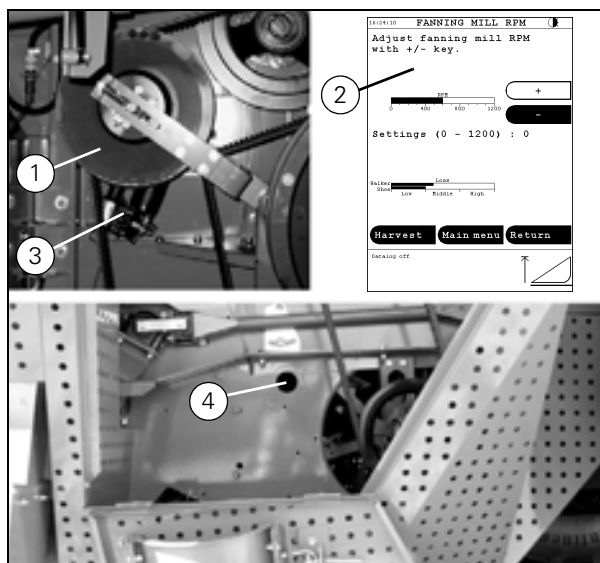 16:24:10 FANNING MILL RPM
Adjust fanning mill RPM
with +/- key.
2
RPM
+
0 400 800 1200
-
Settings (0 - 1200) : 0
1
Loss
Walker
Shoe
Low Middle High
3
Harvest Main menu Return
Datalog off
4